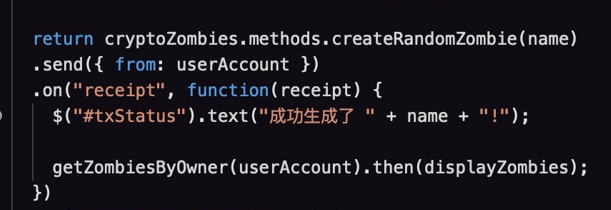 return cryptoZombies.methods.createRandomZombie(name)
.send({ from: userAccount })
.on("receipt", function(receipt) {
$("#txStatus").text("成功生成了 " + name + "!");
getZombiesByOwner(userAccount).then(displayZombies);
})